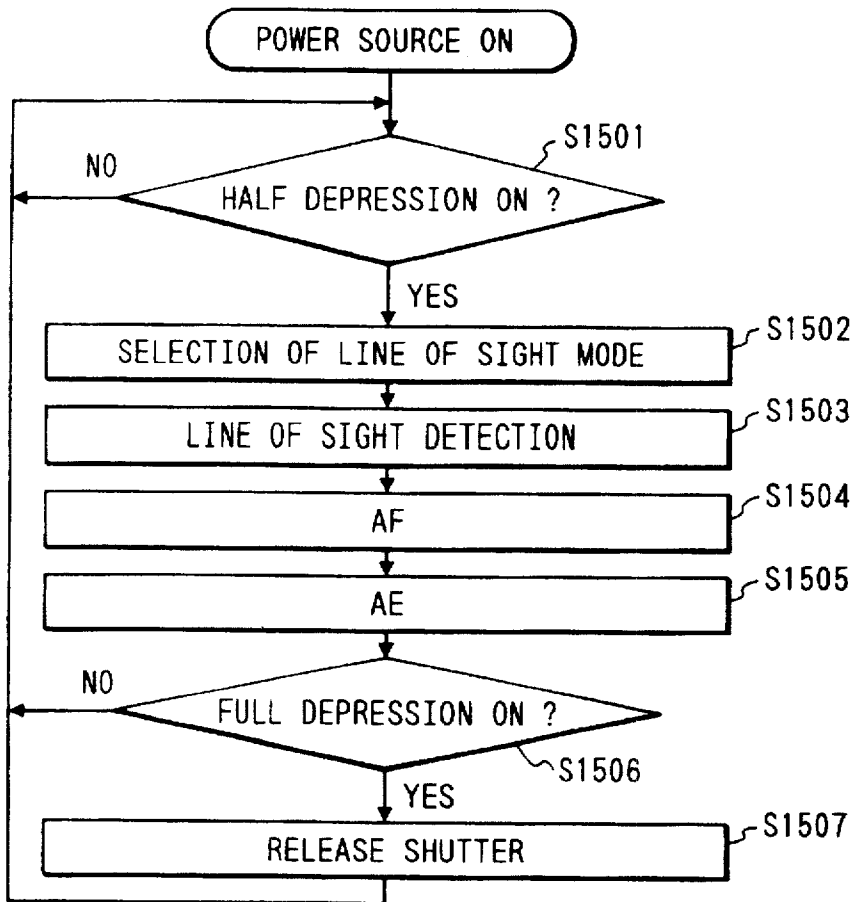 POWER SOURCE ON
S1501
NO
HALF DEPRESSION ON ?
YES
S1502
SELECTION OF LINE OF SIGHT MODE
S1503
LINE OF SIGHT DETECTION
S1504
AF
S1505
AE
NO
FULL DEPRESSION ON ?
S1506
YES
S1507
RELEASE SHUTTER